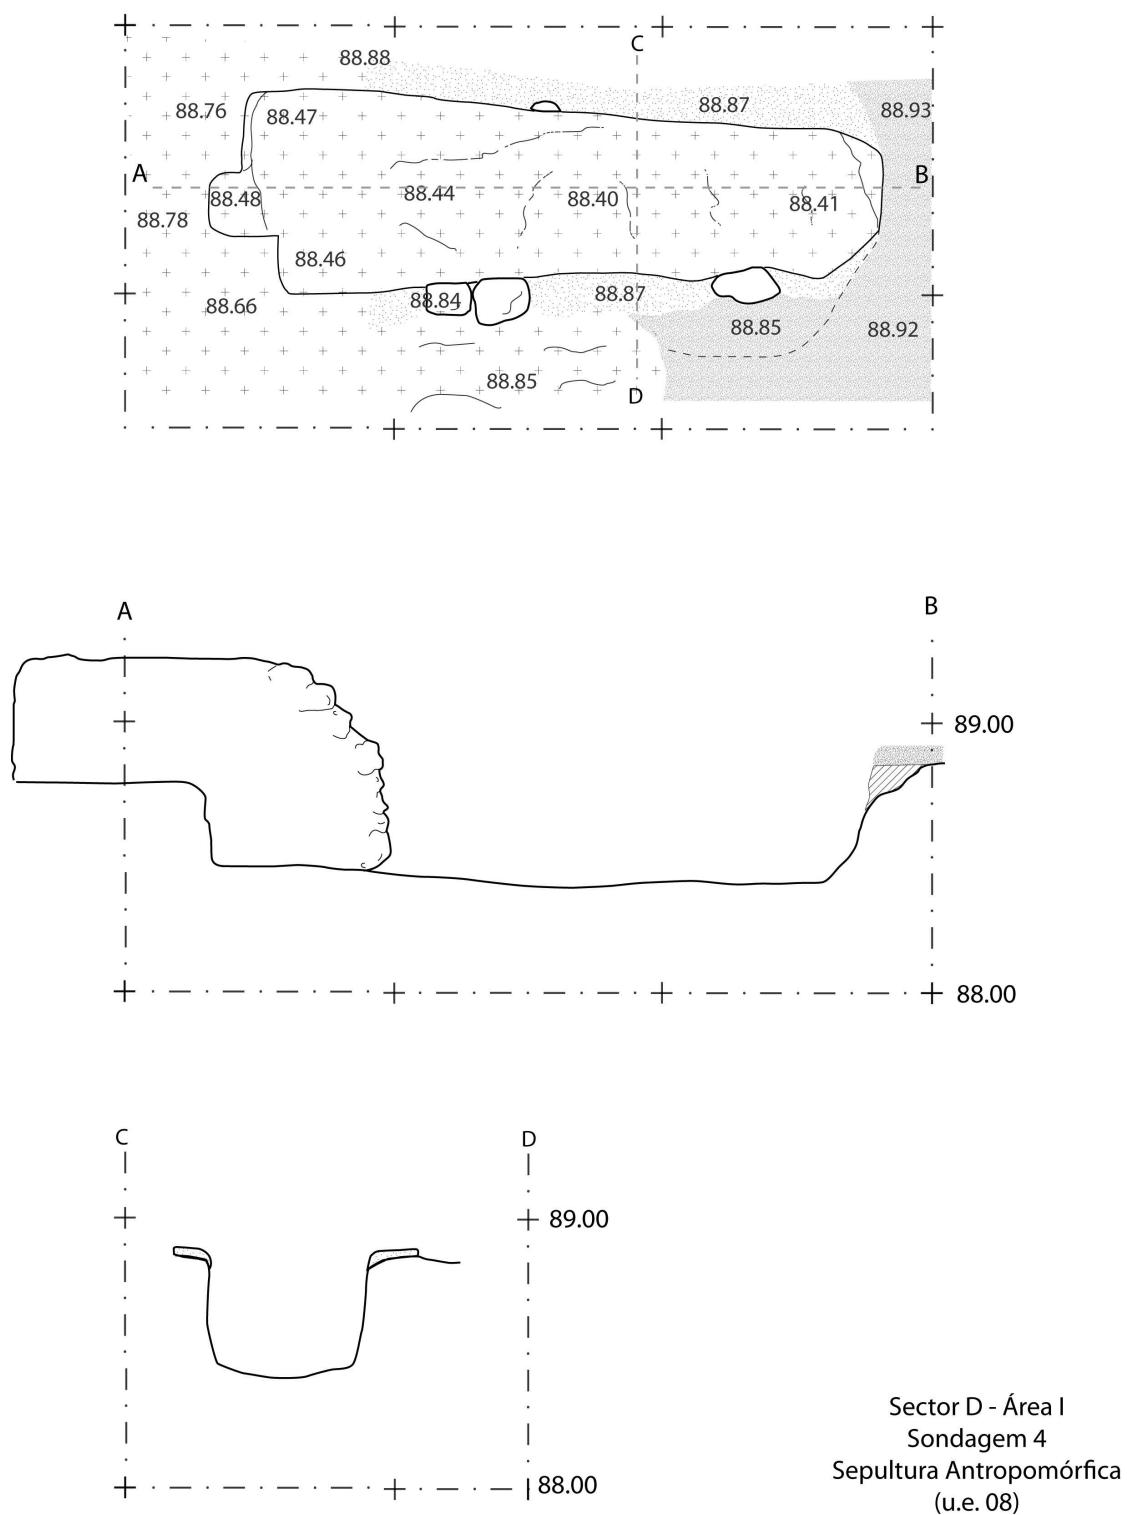 C
88.88
88.76
88.47
88.87
88.93
A
B
88.48
88.44
88.40
88.41
88.78
88.46
88.66
88.84
88.87
88.85
88.92
88.85
D
A
B
89.00
88.00
C
D
89.00
88.00
Sector D - Área I
Sondagem 4
Sepultura Antropomórfica
(u.e. 08)